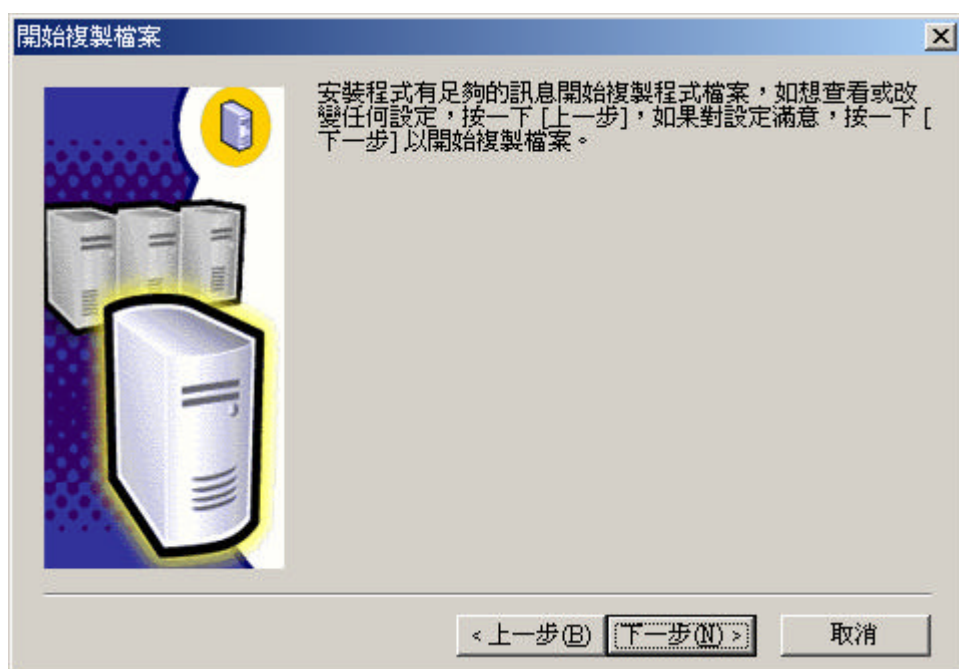 開始複製檔案
安裝程式有足夠的訊息開始複製程式檔案，如想查看或改
變任何設定，按一下 [上一步]，如果對設定滿意，按一下 [
下一步] 以開始複製檔案。
< 上一步(B)
下一步(N) >
取消